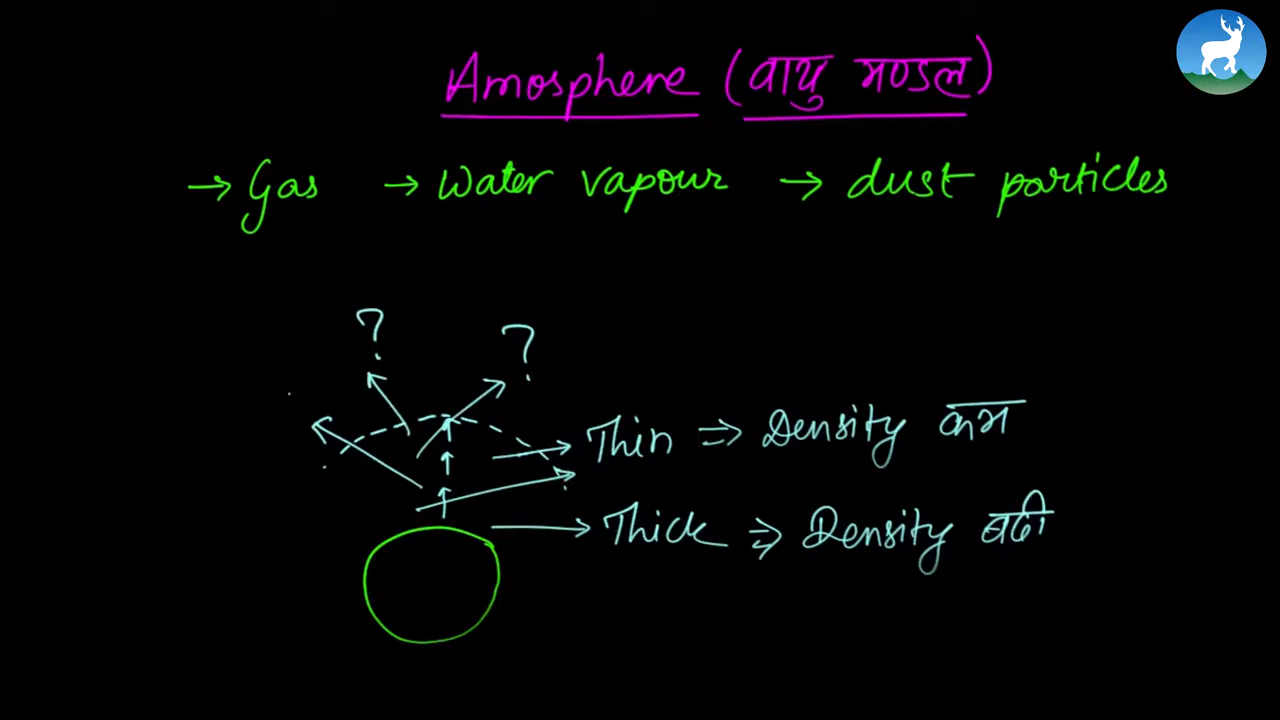 Amosphere (वायु मण्डल)
→ Gas → Water vapour → dust particles
? ?
Thin ⇒ Density कम
Thick ⇒ Density बढी